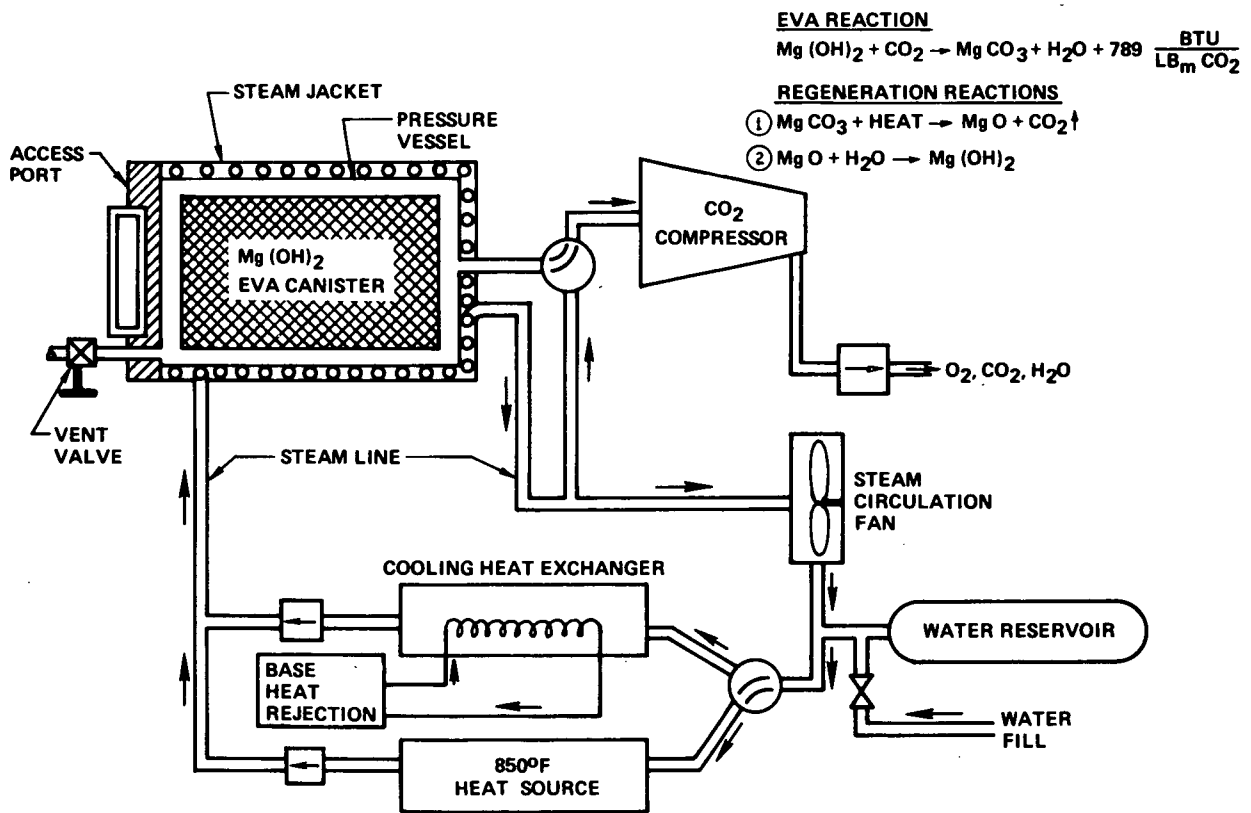 EVA REACTION
Mg (OH)2 + CO2 → Mg CO3 + H2O + 789 BTU / LBm CO2
REGENERATION REACTIONS
① Mg CO3 + HEAT → Mg O + CO2↑
② Mg O + H2O → Mg (OH)2
STEAM JACKET
PRESSURE
VESSEL
ACCESS
PORT
Mg (OH)2
EVA CANISTER
CO2
COMPRESSOR
O2, CO2, H2O
VENT
VALVE
STEAM LINE
STEAM
CIRCULATION
FAN
COOLING HEAT EXCHANGER
WATER RESERVOIR
BASE
HEAT
REJECTION
WATER
FILL
850ºF
HEAT SOURCE